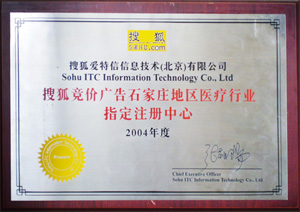 搜狐
SOHU.COM
搜狐爱特信信息技术(北京)有限公司
Sohu ITC Information Technology Co., Ltd
搜狐竞价广告石家庄地区医疗行业
指定注册中心
2004年度
Chief Executive Officer
Sohu ITC Information Technology Co., Ltd